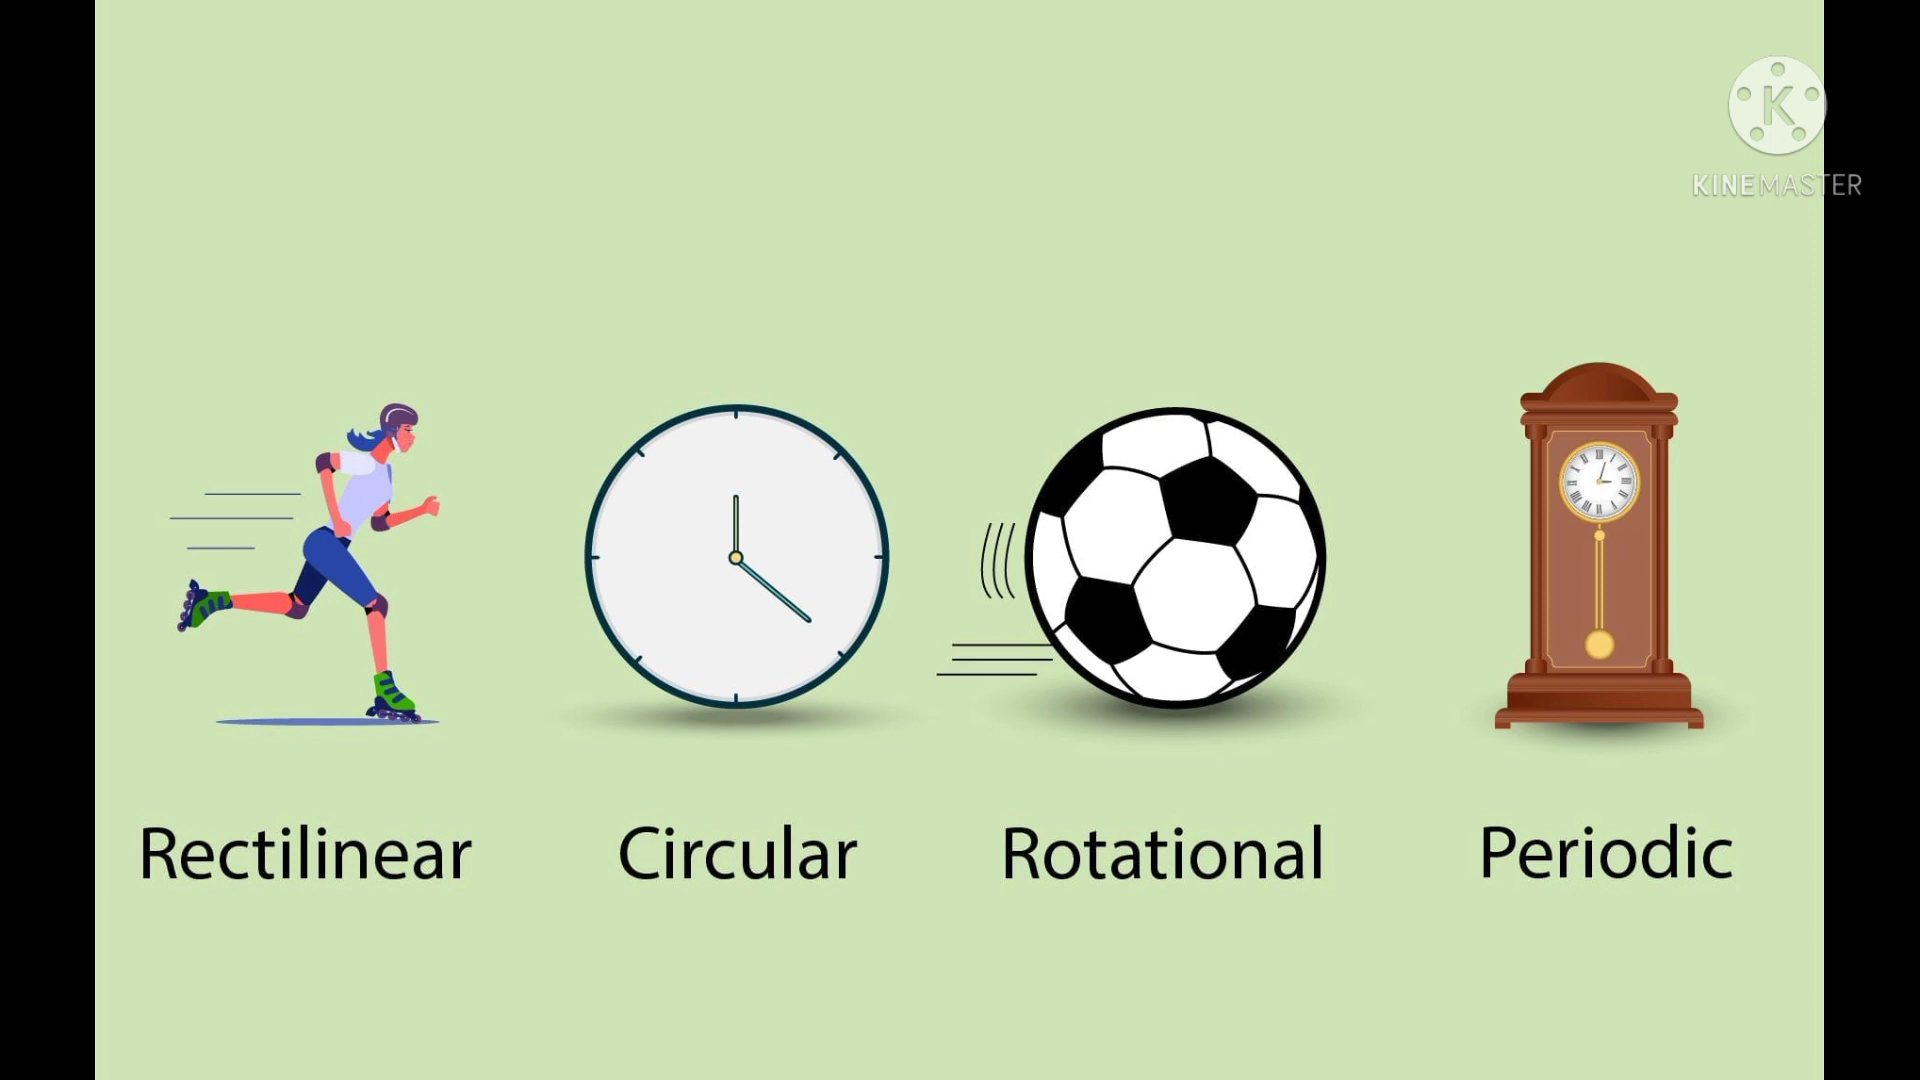 K
KINEMASTER
Rectilinear
Circular
Rotational
Periodic